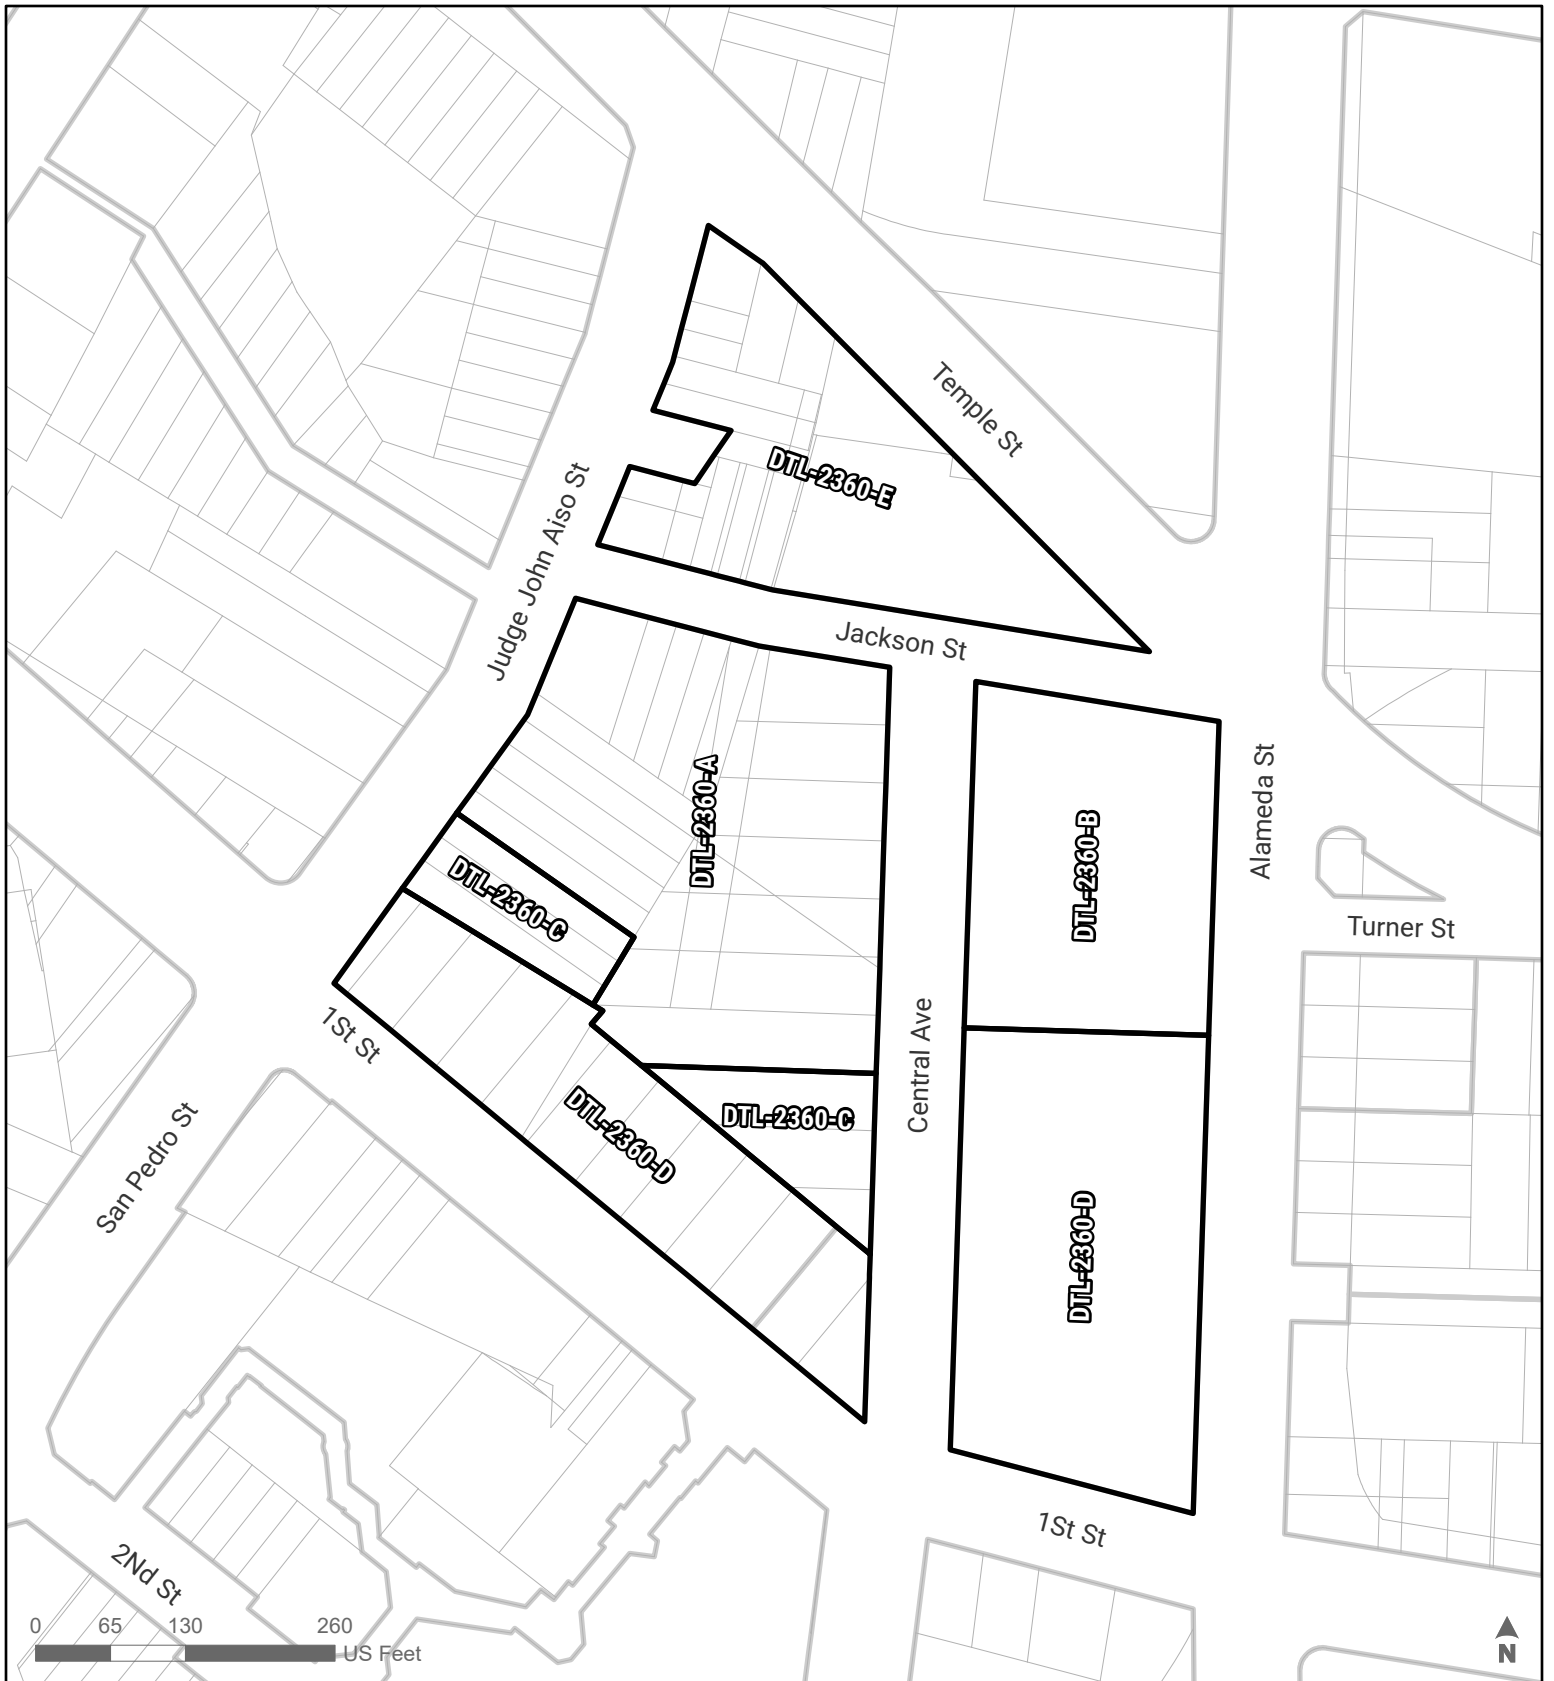 Temple St
DTL-2360-E
Judge John Aiso St
Jackson St
DTL-2360-A
Alameda St
DTL-2360-B
DTL-2360-C
Turner St
Central Ave
1St St
DTL-2360-C
DTL-2360-D
San Pedro St
DTL-2360-D
1St St
2Nd St
0 65 130 260
US Feet
N